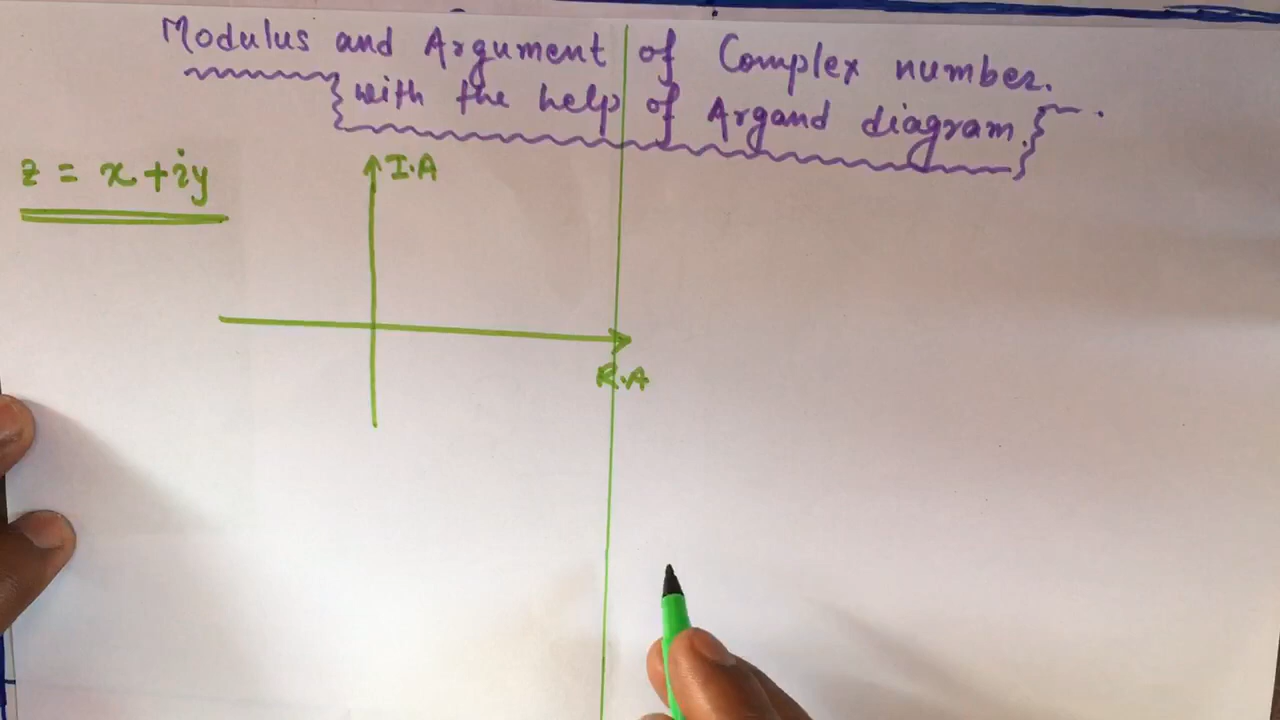 Modulus and Argument of Complex number.
with the help of Argand diagram.
z = x+iy
I.A
R.A